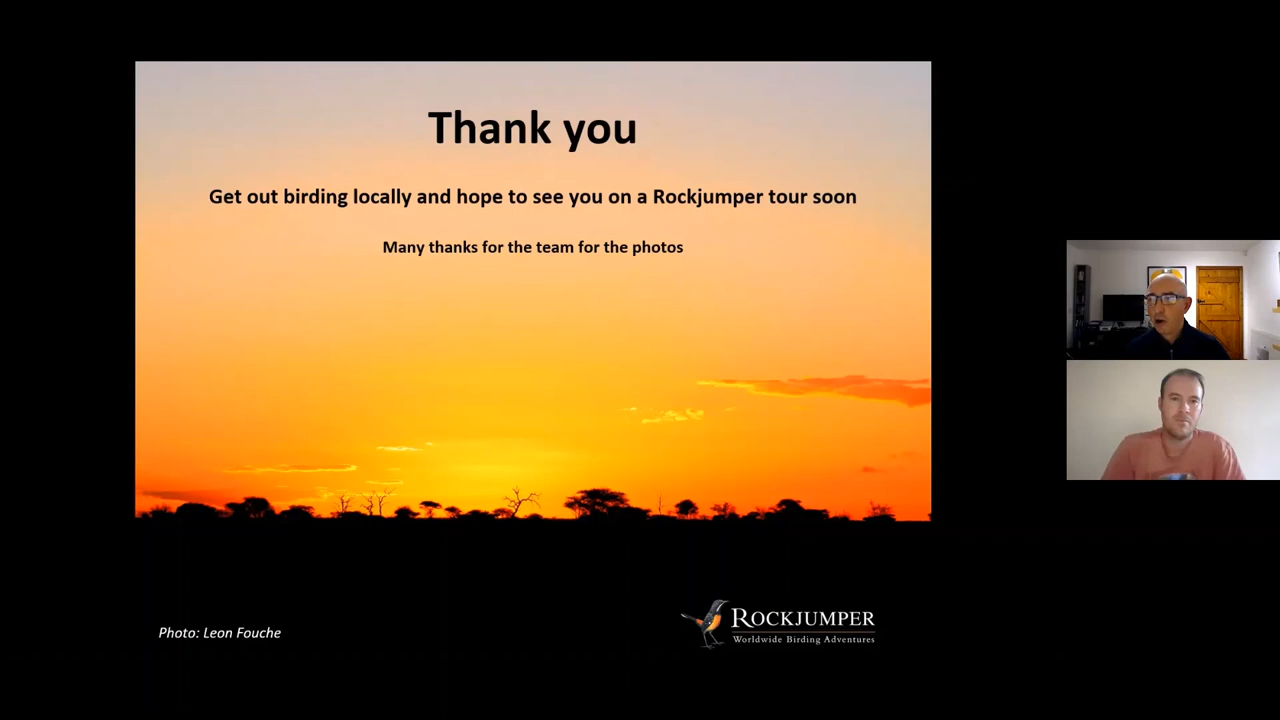 Thank you
Get out birding locally and hope to see you on a Rockjumper tour soon
Many thanks for the team for the photos
Photo: Leon Fouche
ROCKJUMPER
Worldwide Birding Adventures